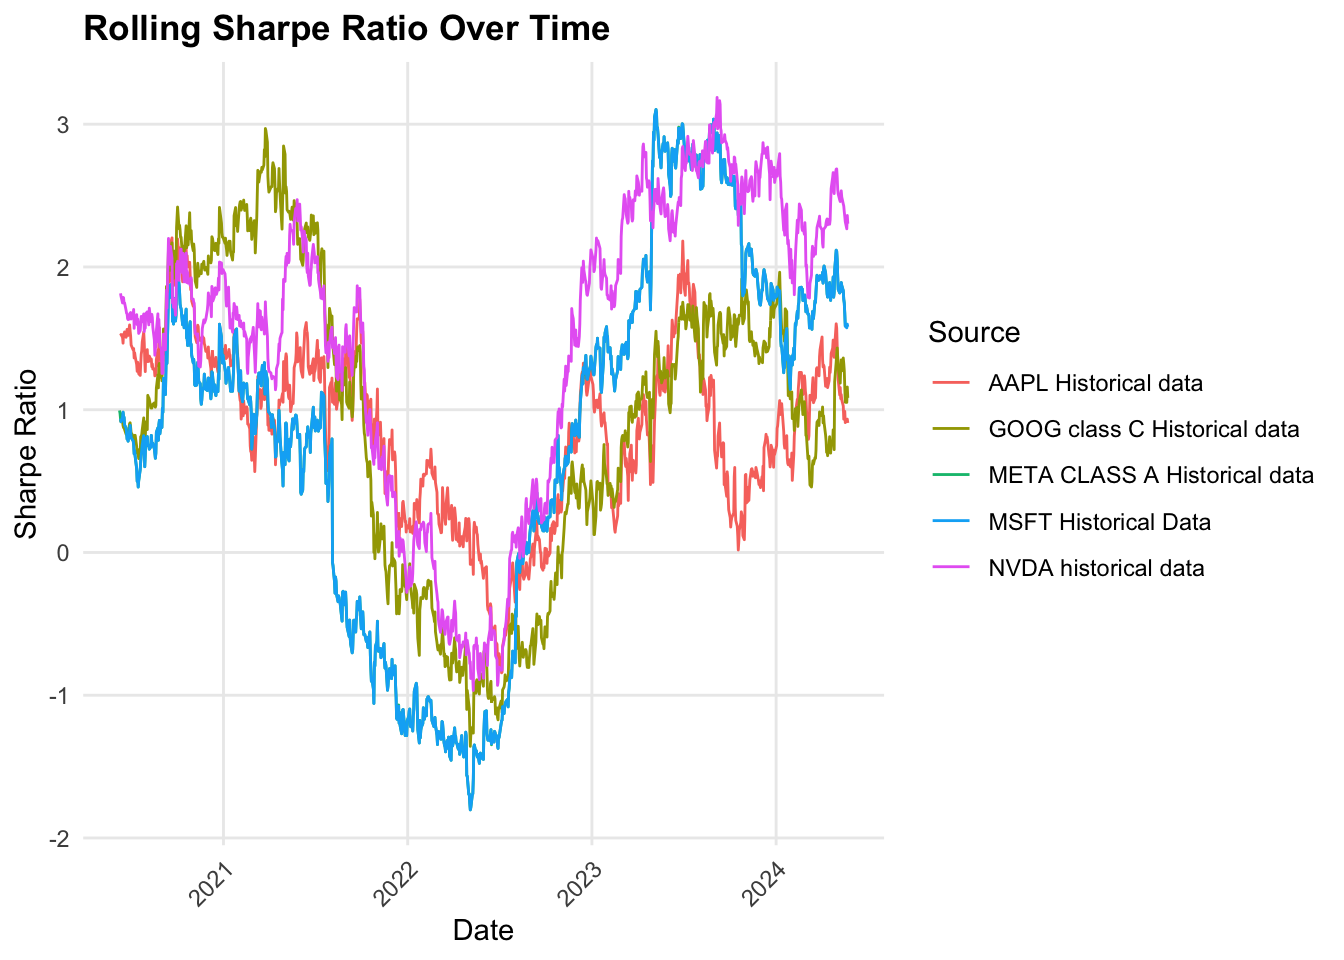 Rolling Sharpe Ratio Over Time
3
2
1
0
-1
-2
Sharpe Ratio
2021
2022
2023
2024
Date
Source
AAPL Historical data
GOOG class C Historical data
META CLASS A Historical data
MSFT Historical Data
NVDA historical data